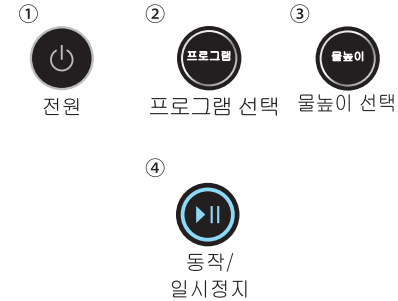 ① ② ③
프로그램 물높이
전원 프로그램 선택 물높이 선택
④
동작/
일시정지